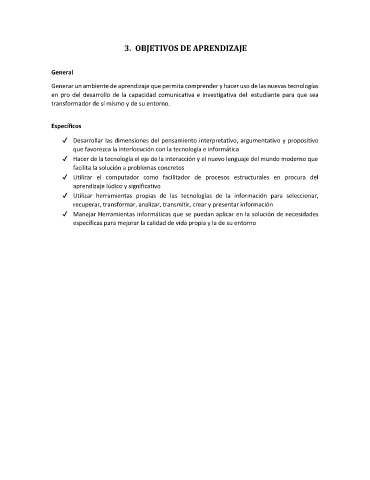 3. OBJETIVOS DE APRENDIZAJE
General
Generar un ambiente de aprendizaje que permita comprender y hacer uso de las nuevas tecnologías
en pro del desarrollo de la capacidad comunicativa e investigativa del estudiante para que sea
transformador de sí mismo y de su entorno.
Específicos
✓ Desarrollar las dimensiones del pensamiento interpretativo, argumentativo y propositivo
que favorezca la interlocución con la tecnología e informática
✓ Hacer de la tecnología el eje de la interacción y el nuevo lenguaje del mundo moderno que
facilita la solución a problemas concretos
✓ Utilizar el computador como facilitador de procesos estructurales en procura del
aprendizaje lúdico y significativo
✓ Utilizar herramientas propias de las tecnologías de la información para seleccionar,
recuperar, transformar, analizar, transmitir, crear y presentar información
✓ Manejar Herramientas informáticas que se puedan aplicar en la solución de necesidades
específicas para mejorar la calidad de vida propia y la de su entorno